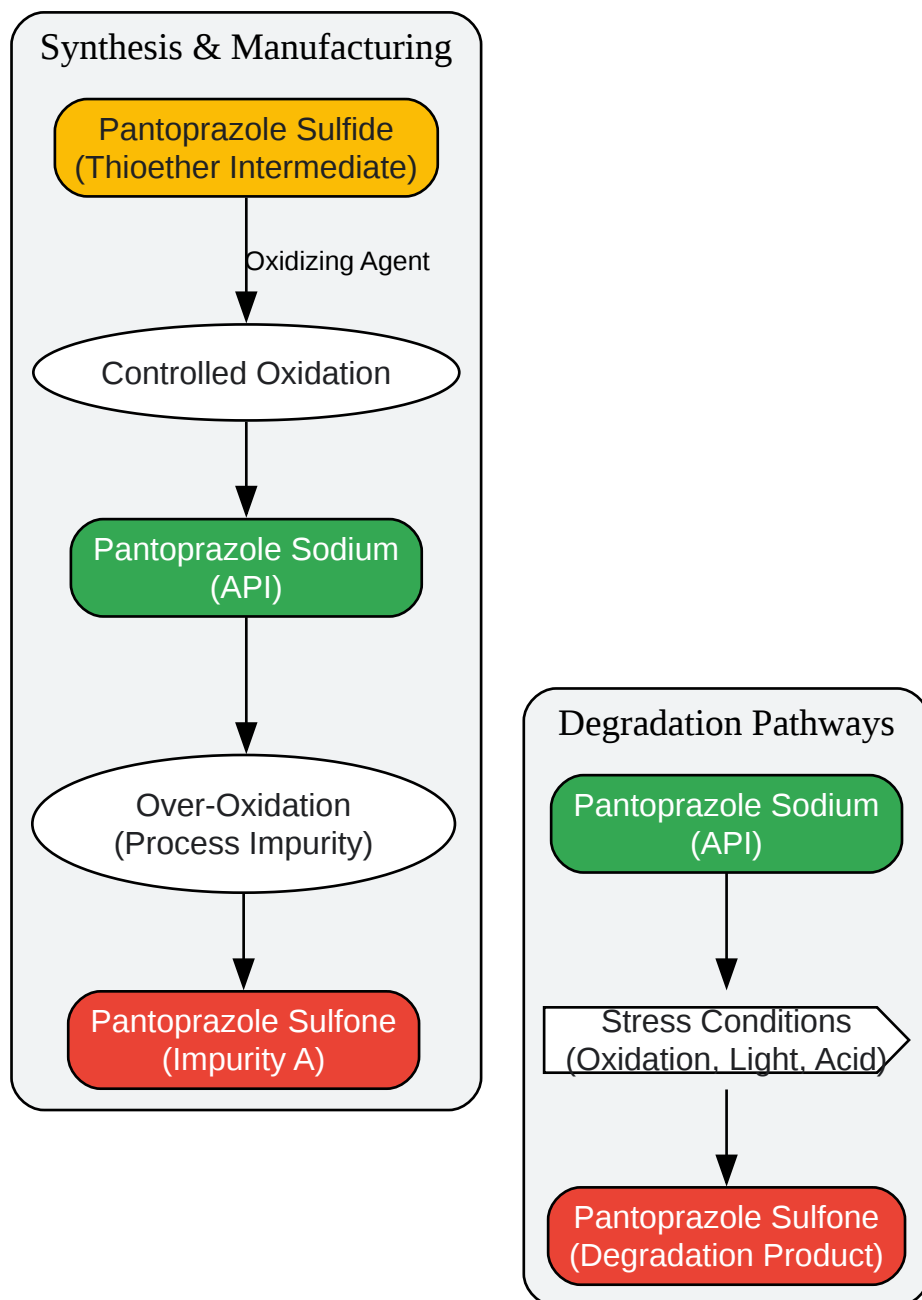 Synthesis & Manufacturing
Pantoprazole Sulfide
(Thioether Intermediate)
Oxidizing Agent
Controlled Oxidation
Pantoprazole Sodium
(API)
Over-Oxidation
(Process Impurity)
Pantoprazole Sulfone
(Impurity A)
Degradation Pathways
Pantoprazole Sodium
(API)
Stress Conditions
(Oxidation, Light, Acid)
Pantoprazole Sulfone
(Degradation Product)